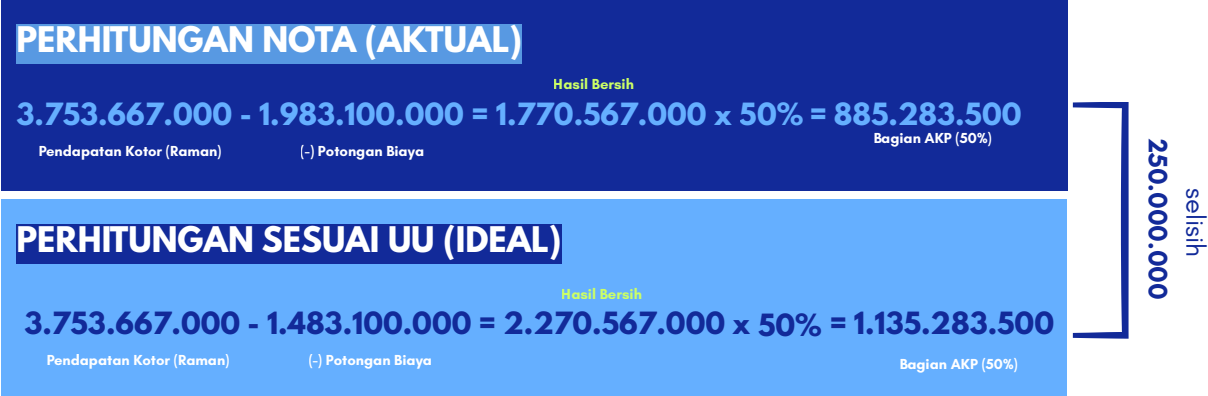 PERHITUNGAN NOTA (AKTUAL)
Hasil Bersih
3.753.667.000 - 1.983.100.000 = 1.770.567.000 x 50% = 885.283.500
Pendapatan Kotor (Raman)
(-) Potongan Biaya
Bagian AKP (50%)
PERHITUNGAN SESUAI UU (IDEAL)
Hasil Bersih
3.753.667.000 - 1.483.100.000 = 2.270.567.000 x 50% = 1.135.283.500
Pendapatan Kotor (Raman)
(-) Potongan Biaya
Bagian AKP (50%)
selisih
250.000.000